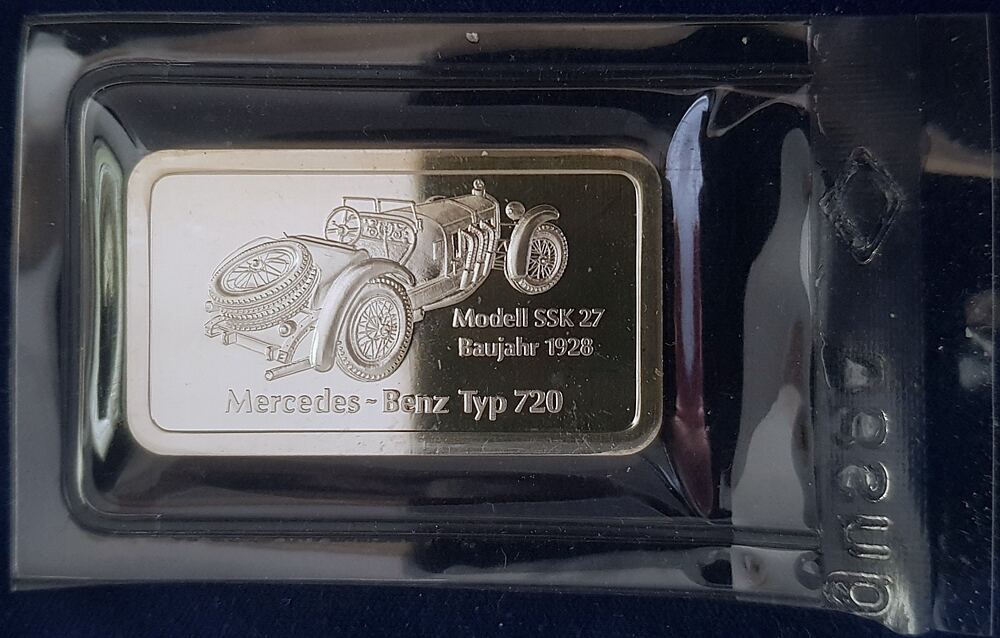 Modell SSK 27
Baujahr 1928
Mercedes-Benz Typ 720